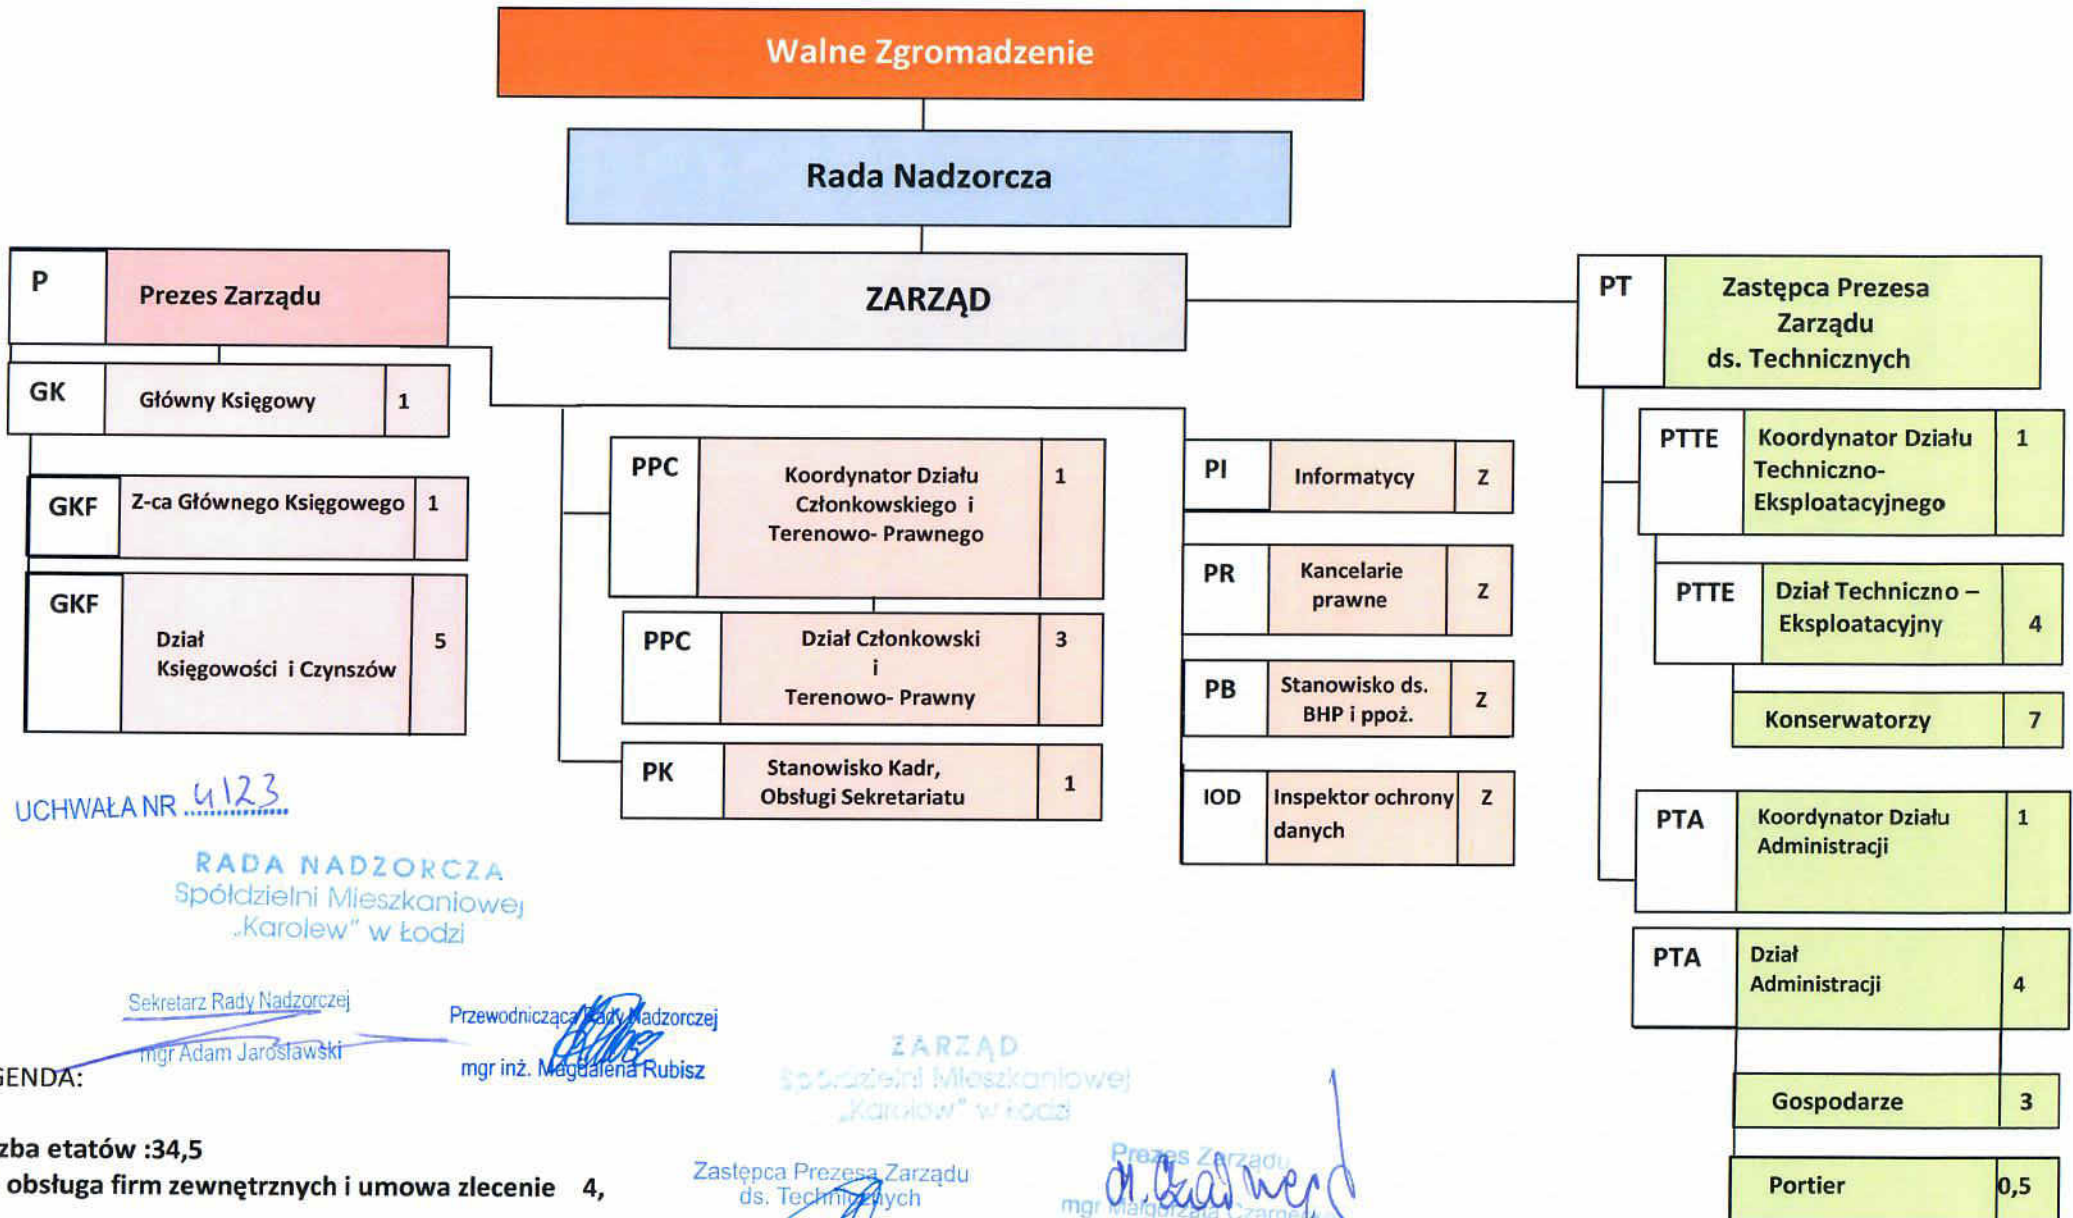 Walne Zgromadzenie
Rada Nadzorcza
P
Prezes Zarządu
ZARZĄD
PT
Zastępca Prezesa
Zarządu
ds. Technicznych
GK
Główny Księgowy
1
GKF
Z-ca Głównego Księgowego
1
GKF
Dział
Księgowości i Czynszów
5
PPC
Koordynator Działu
Członkowskiego i
Terenowo- Prawnego
1
PPC
Dział Członkowski
i
Terenowo- Prawny
3
PK
Stanowisko Kadr,
Obsługi Sekretariatu
1
PI
Informatycy
Z
PR
Kancelarie
prawne
Z
PB
Stanowisko ds.
BHP i ppoż.
Z
IOD
Inspektor ochrony
danych
Z
PTTE
Koordynator Działu
Techniczno-
Eksploatacyjnego
1
PTTE
Dział Techniczno –
Eksploatacyjny
4
Konserwatorzy
7
PTA
Koordynator Działu
Administracji
1
PTA
Dział
Administracji
4
Gospodarze
3
Portier
0,5
UCHWAŁA NR 4/23
RADA NADZORCZA
Spółdzielni Mieszkaniowej
„Karolew" w Łodzi
Sekretarz Rady Nadzorczej
mgr Adam Jarosławski
Przewodnicząca Rady Nadzorczej
mgr inż. Magdalena Rubisz
ZARZĄD
Spółdzielni Mieszkaniowej
„Karolew" w Łodzi
GENDA:
zba etatów :34,5
obsługa firm zewnętrznych i umowa zlecenie 4,
Zastępca Prezesa Zarządu
ds. Technicznych
Prezes Zarządu
mgr Małgorzata